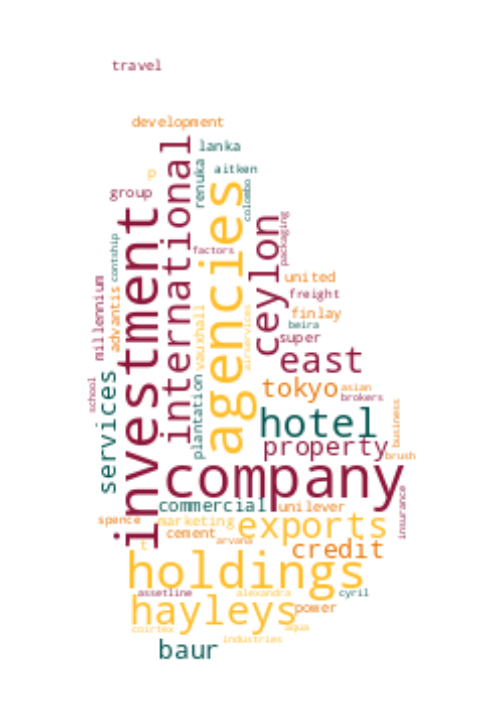 travel
development
lanka
aitken
renuka
p
group
colombo
international
agencies
investment
ceylon
packaging
factors
contship
united
millennium
advantis
freight
vauxhall
airservices
finlay
beira
super
east
school
services
plantation
tokyo
asian
brokers
hotel
business
property
brush
company
insurance
commercial
unilever
spence
marketing
exports
cement
arvana
t
credit
holdings
assetline
alexandra
cyril
hayleys
power
coirtex
aqua
industries
baur